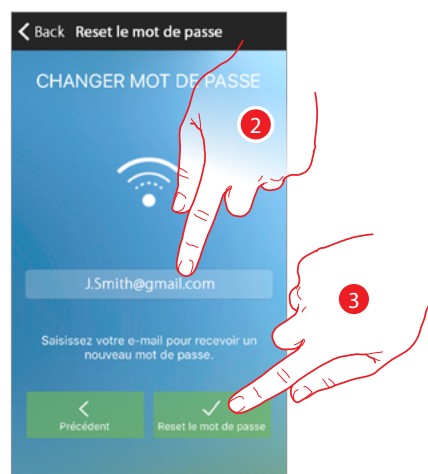 Back Reset le mot de passe
CHANGER MOT DE PASSE
2
J.Smith@gmail.com
3
Saisissez votre e-mail pour recevoir un
nouveau mot de passe.
Précédent
Reset le mot de passe